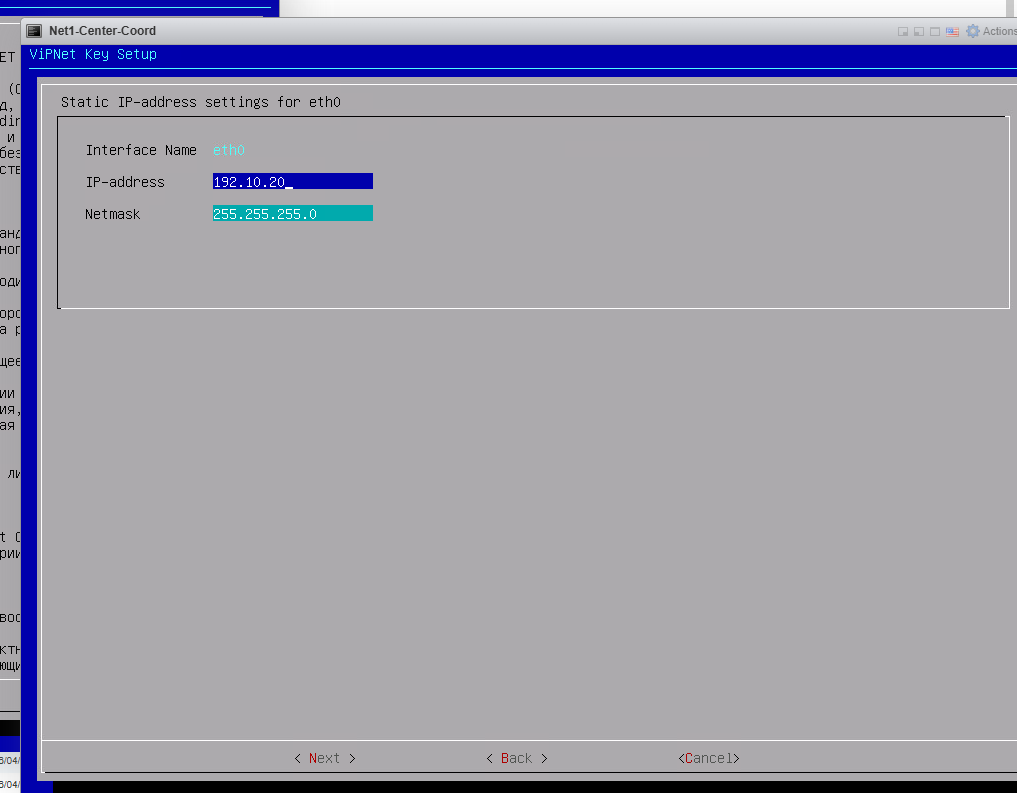 Net1-Center-Coord
Actions
ViPNet Key Setup
Static IP-address settings for eth0
Interface Name eth0
IP-address 192.10.20_
Netmask 255.255.255.0
< Next > < Back > <Cancel>